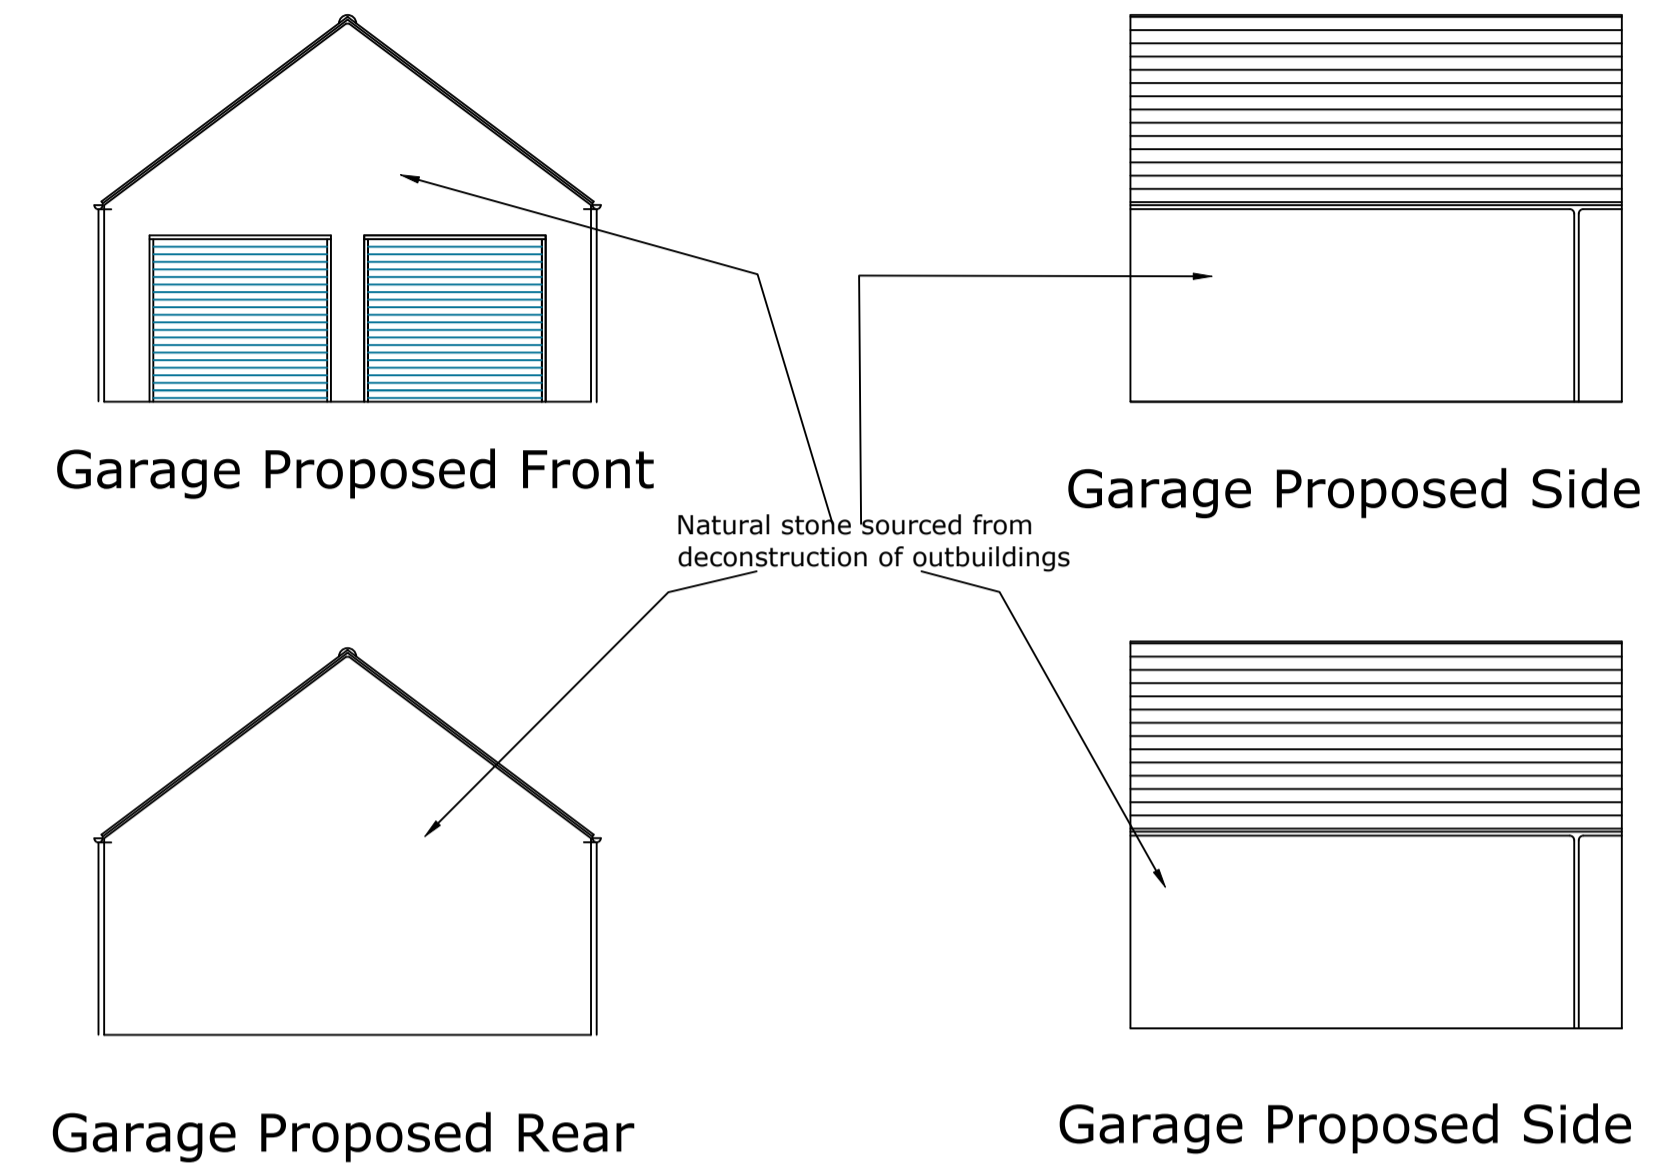 Garage Proposed Front
Garage Proposed Side
Natural stone sourced from
deconstruction of outbuildings
Garage Proposed Rear
Garage Proposed Side